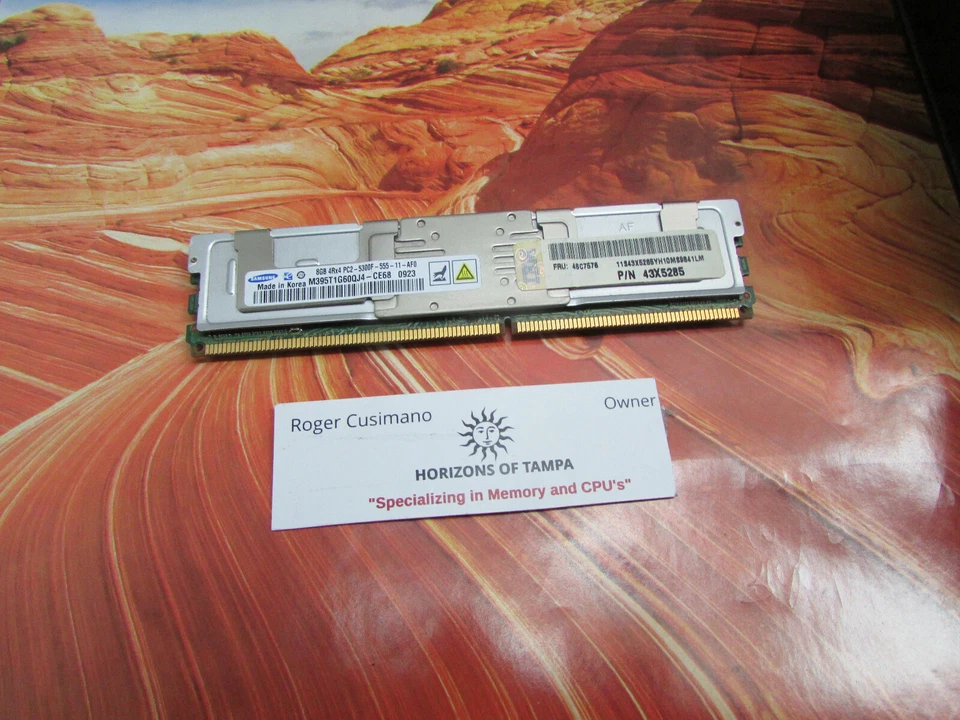 SAMSUNG
8GB 4Rx4 PC2-5300F-555-11-AF0
Made in Korea M395T1G60QJ4-CE68 0923
AF
FRU: 46C7576
P/N 43X5285
Roger Cusimano
Owner
HORIZONS OF TAMPA
"Specializing in Memory and CPU's"